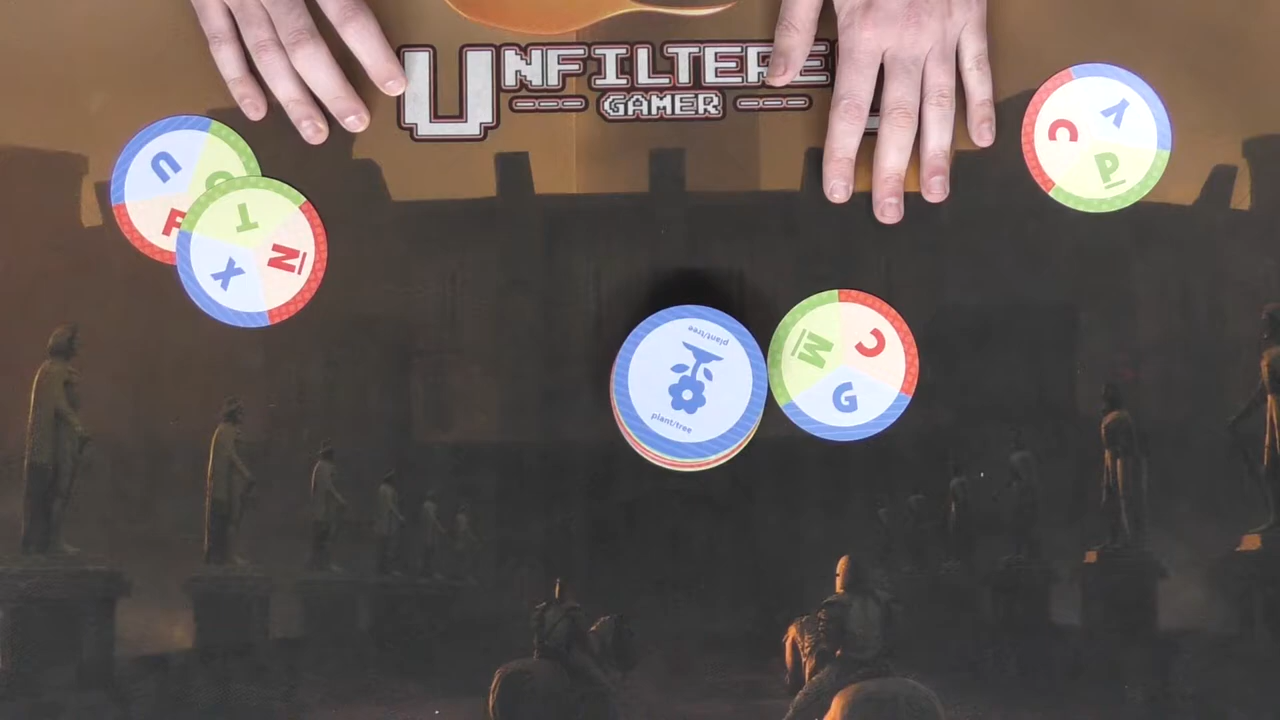 UNFILTERE
--- GAMER ---
C Y
P
U
T
N
X
plant/tree
plant/tree
M C
G